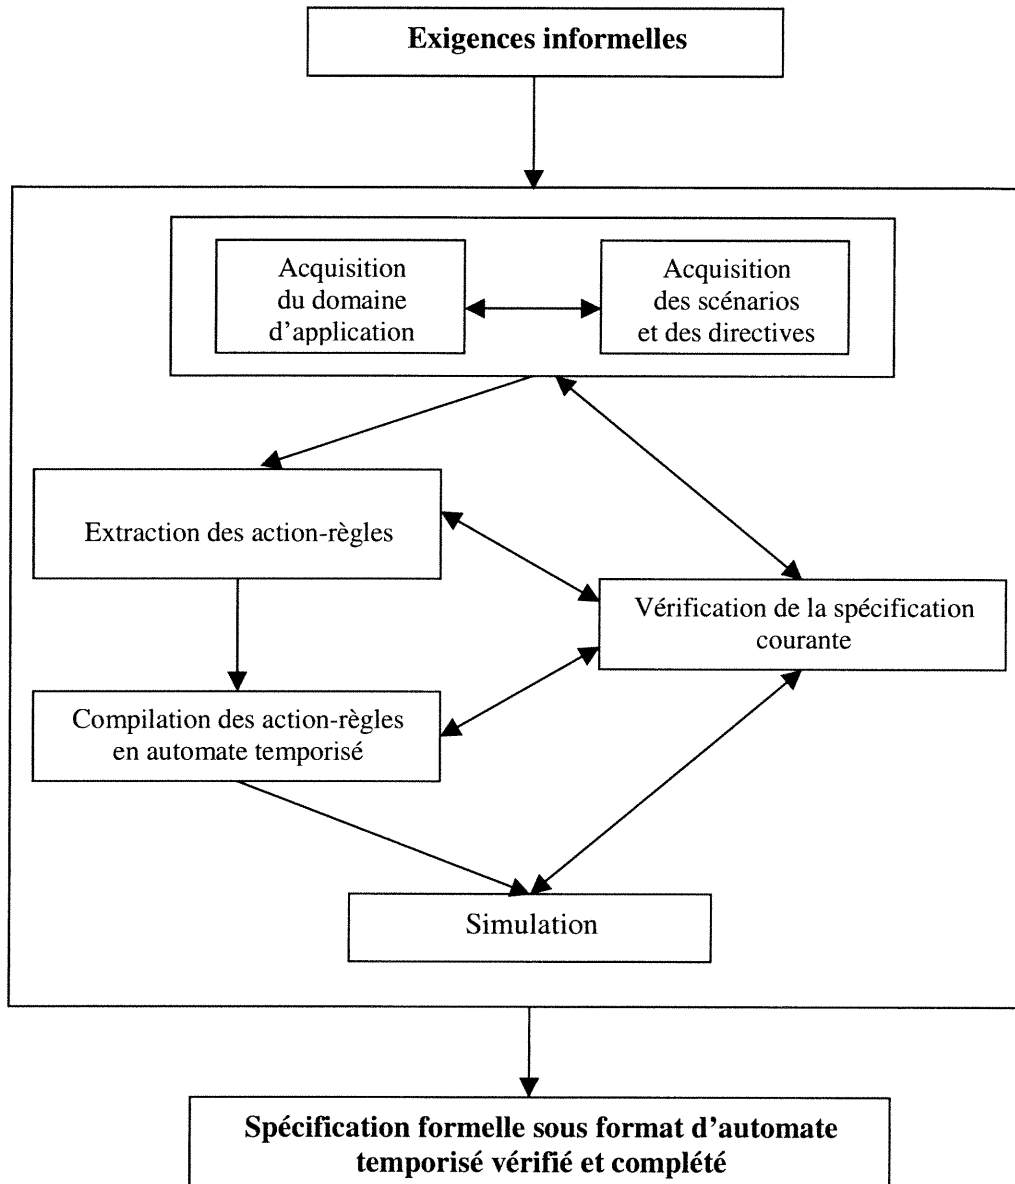 Exigences informelles
Acquisition
du domaine
d'application
Acquisition
des scénarios
et des directives
Extraction des action-règles
Vérification de la spécification
courante
Compilation des action-règles
en automate temporisé
Simulation
Spécification formelle sous format d'automate
temporisé vérifié et complété